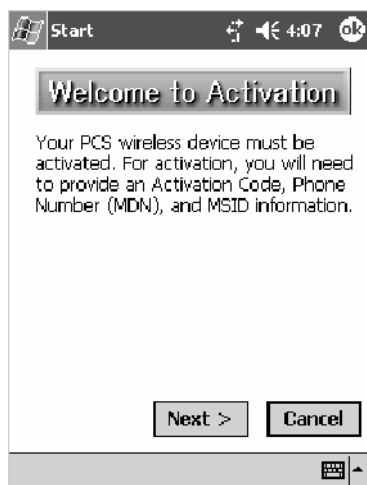 Start 4:07 ok
Welcome to Activation
Your PCS wireless device must be
activated. For activation, you will need
to provide an Activation Code, Phone
Number (MDN), and MSID information.
Next > Cancel